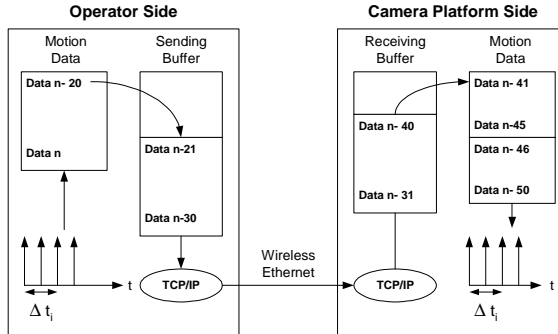 Operator Side
Motion
Data
Sending
Buffer
Data n- 20
Data n
Data n-21
Data n-30
TCP/IP
t
Δ ti
Wireless
Ethernet
Camera Platform Side
Receiving
Buffer
Motion
Data
Data n- 40
Data n- 31
Data n- 41
Data n-45
Data n- 46
Data n- 50
TCP/IP
t
Δ ti